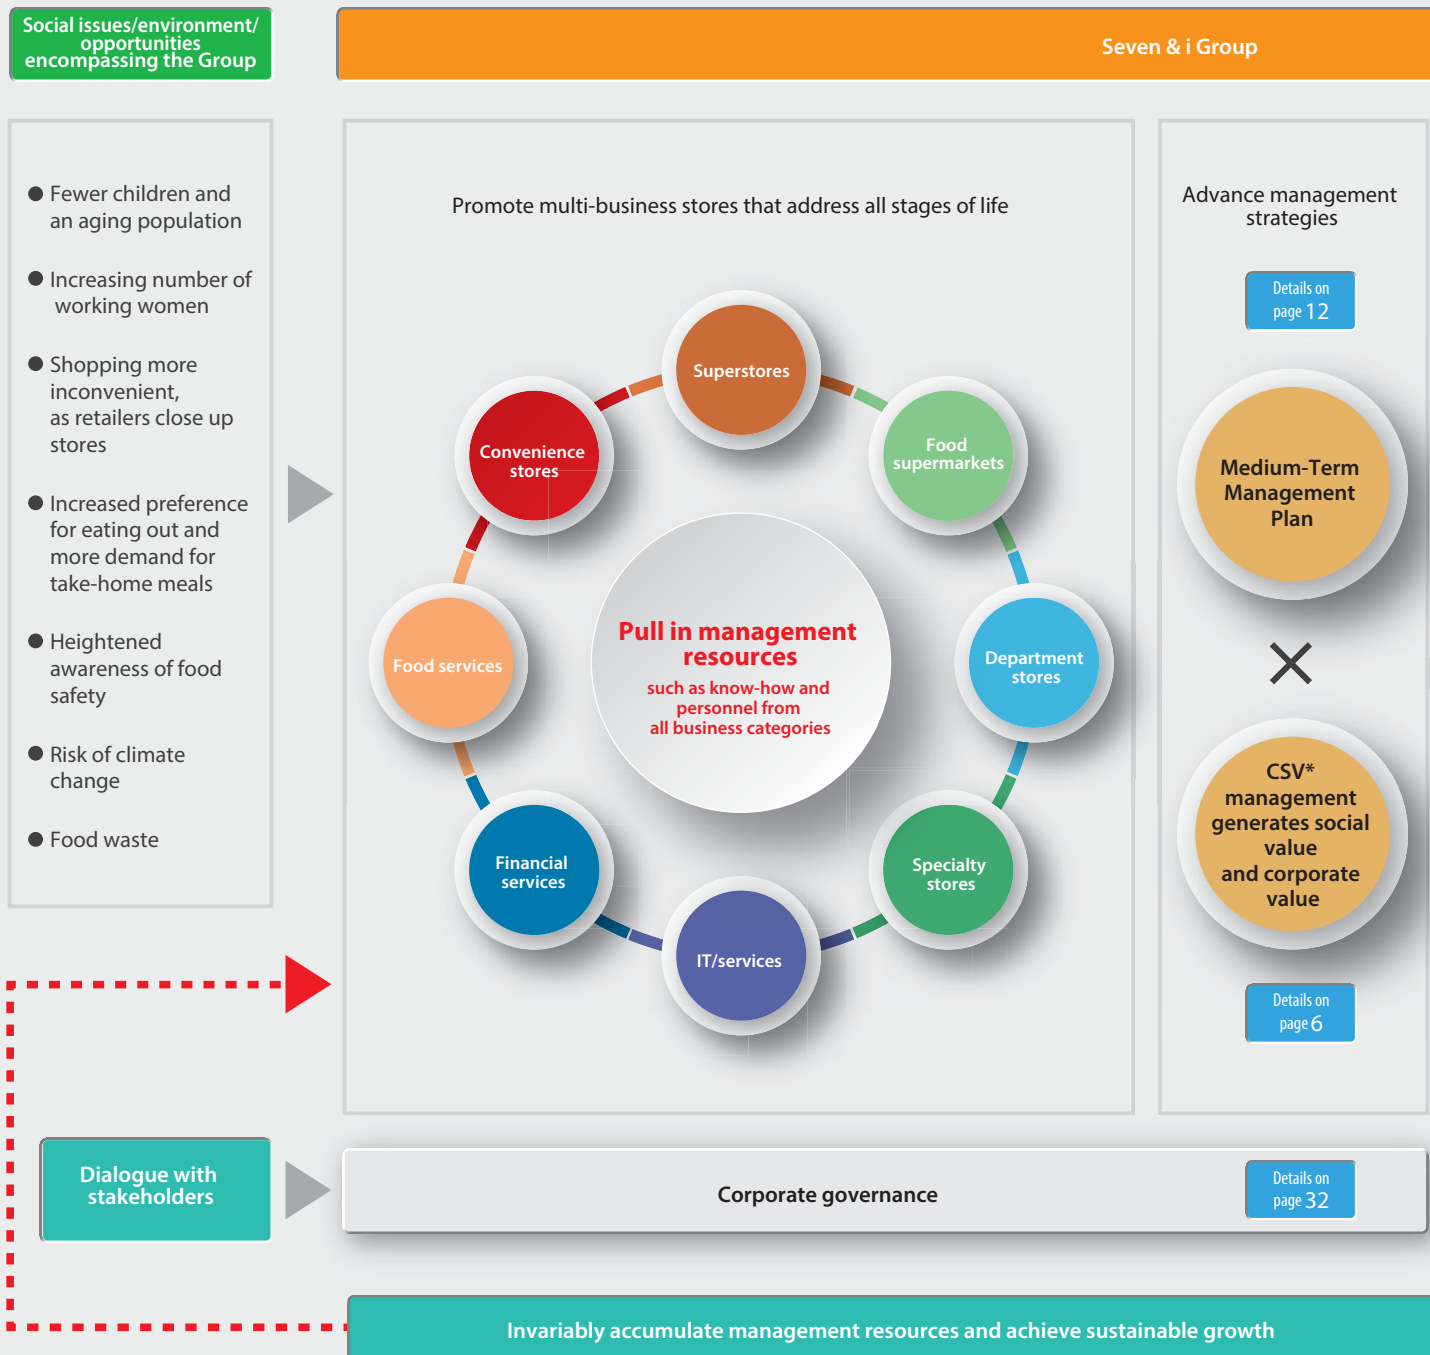 Social issues/environment/
opportunities
encompassing the Group
Seven & i Group
● Fewer children and
an aging population
● Increasing number of
working women
● Shopping more
inconvenient,
as retailers close up
stores
● Increased preference
for eating out and
more demand for
take-home meals
● Heightened
awareness of food
safety
● Risk of climate
change
● Food waste
Promote multi-business stores that address all stages of life
Superstores
Food
supermarkets
Department
stores
Specialty
stores
IT/services
Financial
services
Food services
Convenience
stores
Pull in management
resources
such as know-how and
personnel from
all business categories
Advance management
strategies
Details on
page 12
Medium-Term
Management
Plan
×
CSV*
management
generates social
value
and corporate
value
Details on
page 6
Dialogue with
stakeholders
Corporate governance
Details on
page 32
Invariably accumulate management resources and achieve sustainable growth